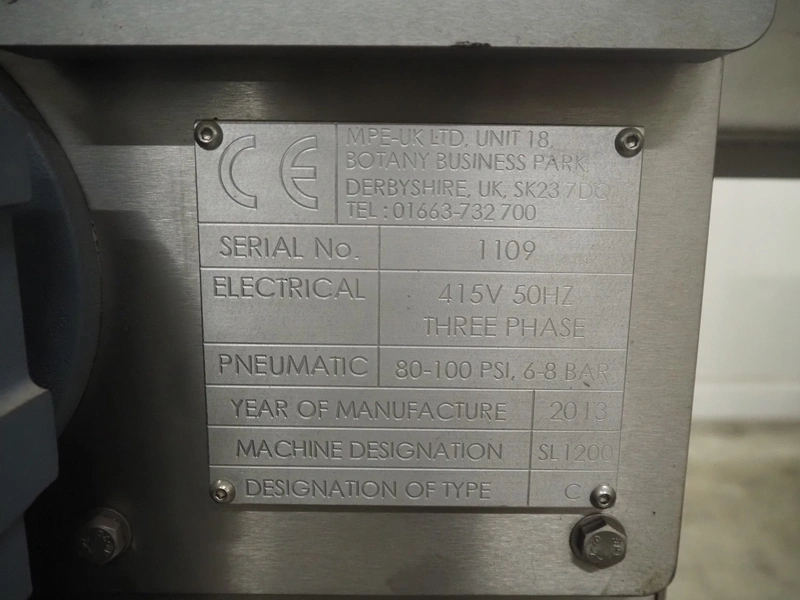 CE
MPE-UK LTD, UNIT 18,
BOTANY BUSINESS PARK,
DERBYSHIRE, UK, SK23 7DQ
TEL : 01663-732 700
SERIAL No. 1109
ELECTRICAL 415V 50HZ
THREE PHASE
PNEUMATIC 80-100 PSI, 6-8 BAR
YEAR OF MANUFACTURE 2013
MACHINE DESIGNATION SL1200
DESIGNATION OF TYPE C